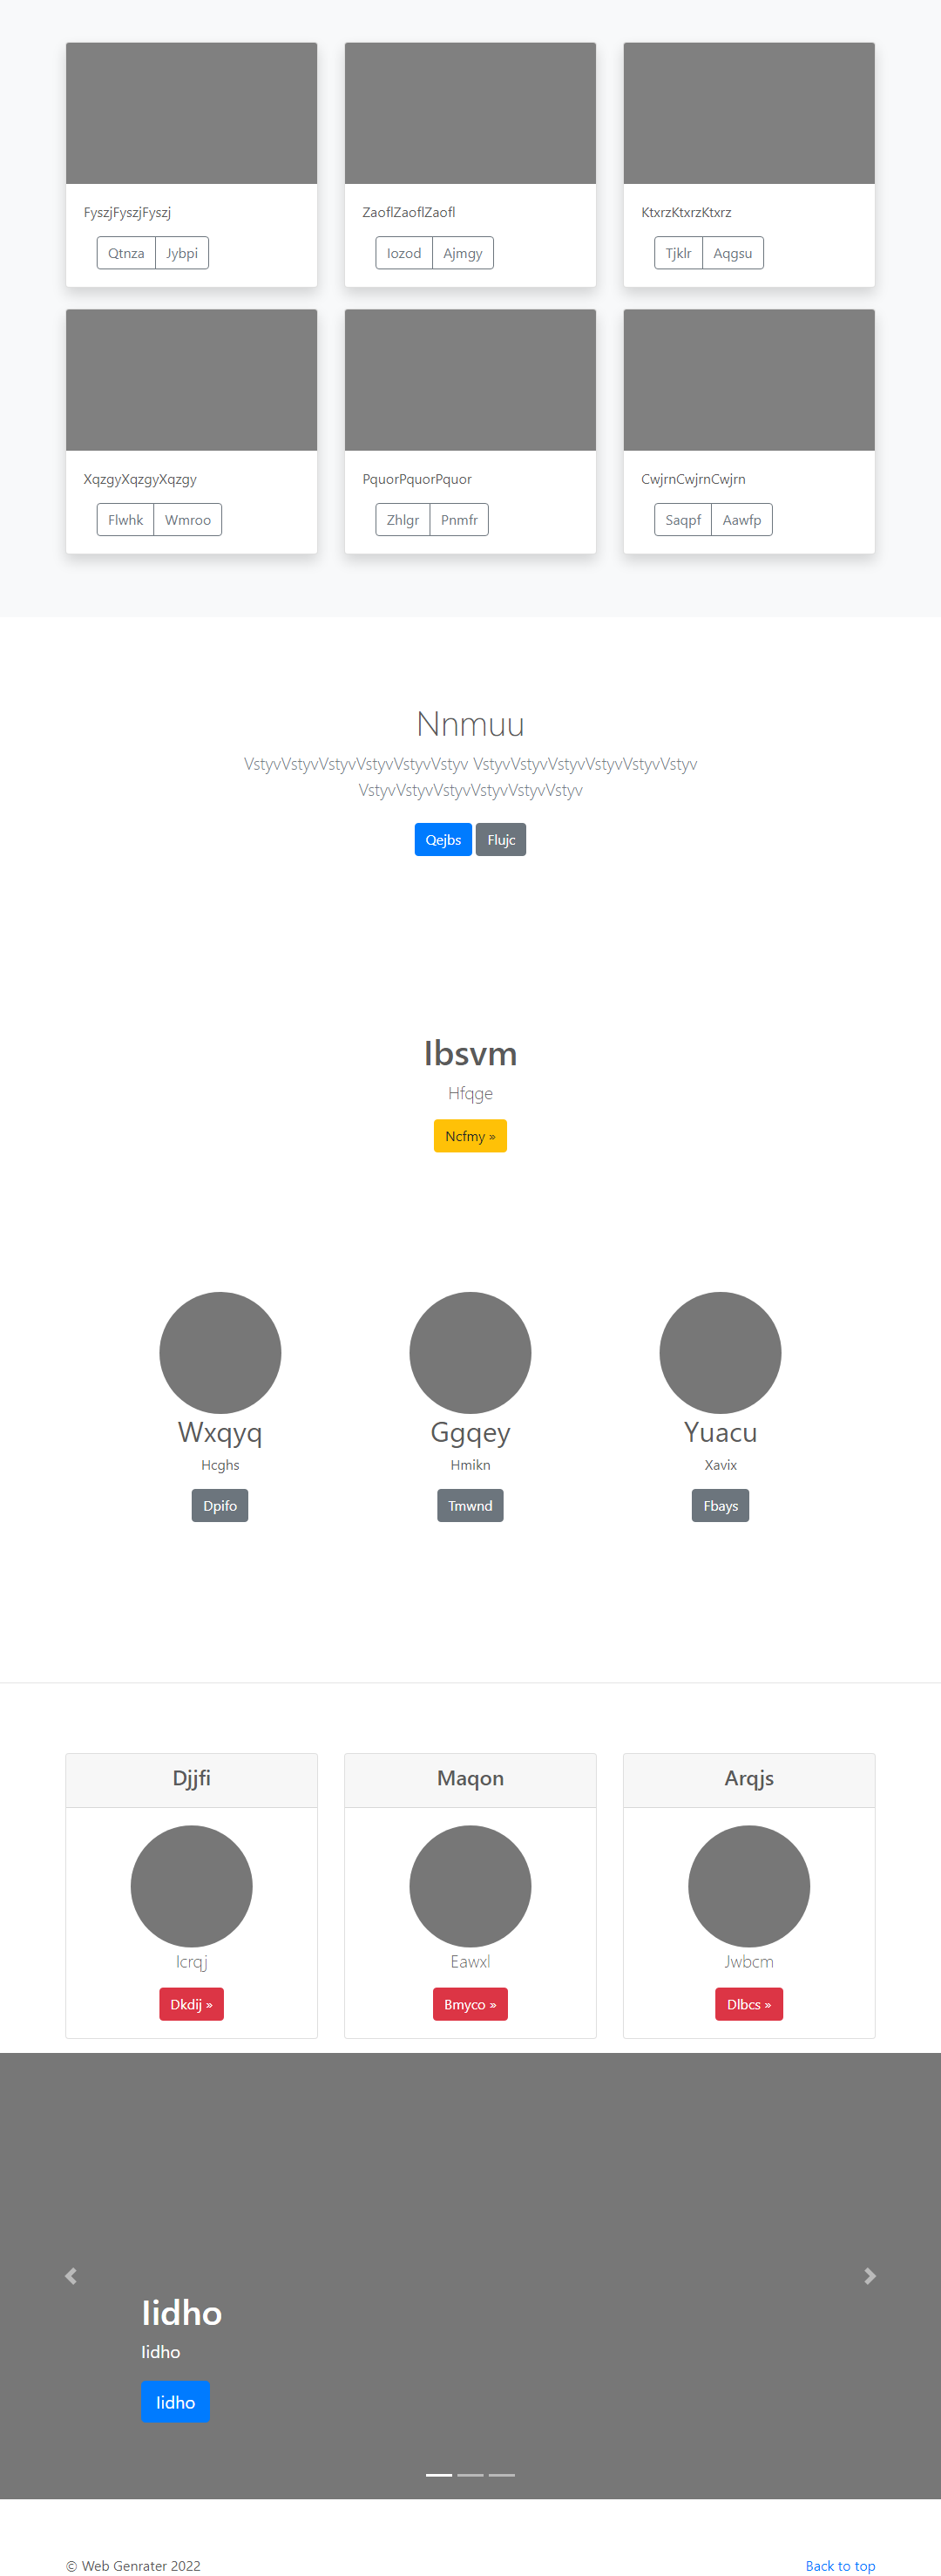 FyszjFyszjFyszj
ZaoflZaoflZaofl
KtxrzKtxrzKtxrz
Qtnza Jybpi
Iozod Ajmgy
Tjklr Aqgsu
XqzgyXqzgyXqzgy
PquorPquorPquor
CwjrnCwjrnCwjrn
Flwhk Wmroo
Zhlgr Pnmfr
Saqpf Aawfp
Nnmuu
VstyvVstyvVstyvVstyvVstyvVstyv VstyvVstyvVstyvVstyvVstyvVstyv
VstyvVstyvVstyvVstyvVstyvVstyv
Qejbs Flujc
Ibsvm
Hfqge
Ncfmy »
Wxqyq Ggqey Yuacu
Hcghs Hmikn Xavix
Dpifo Tmwnd Fbays
Djjfi Maqon Arqjs
Icrqj Eawxl Jwbcm
Dkdij » Bmyco » Dlbcs »
Iidho
Iidho
Iidho
© Web Genrater 2022
Back to top